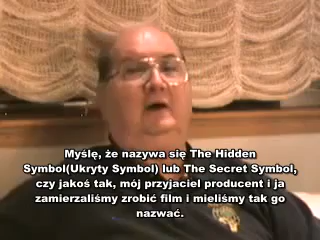 Myślę, że nazywa się The Hidden
Symbol(Ukryty Symbol) lub The Secret Symbol,
czy jakoś tak, mój przyjaciel producent i ja
zamierzaliśmy zrobić film i mieliśmy tak go
nazwać.